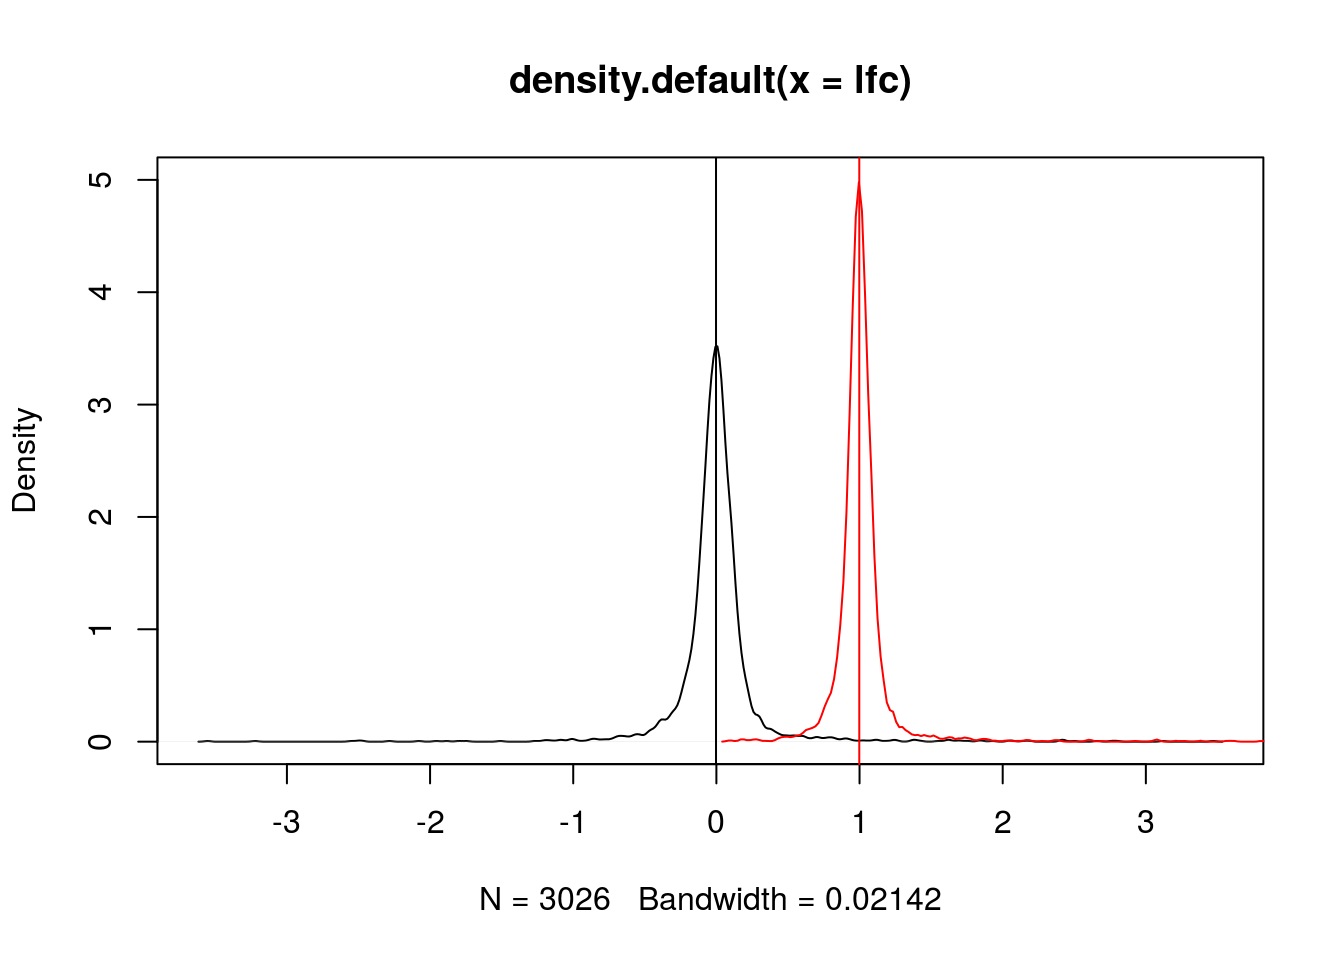 density.default(x = lfc)
Density
5
4
3
2
1
0
-3 -2 -1 0 1 2 3
N = 3026 Bandwidth = 0.02142